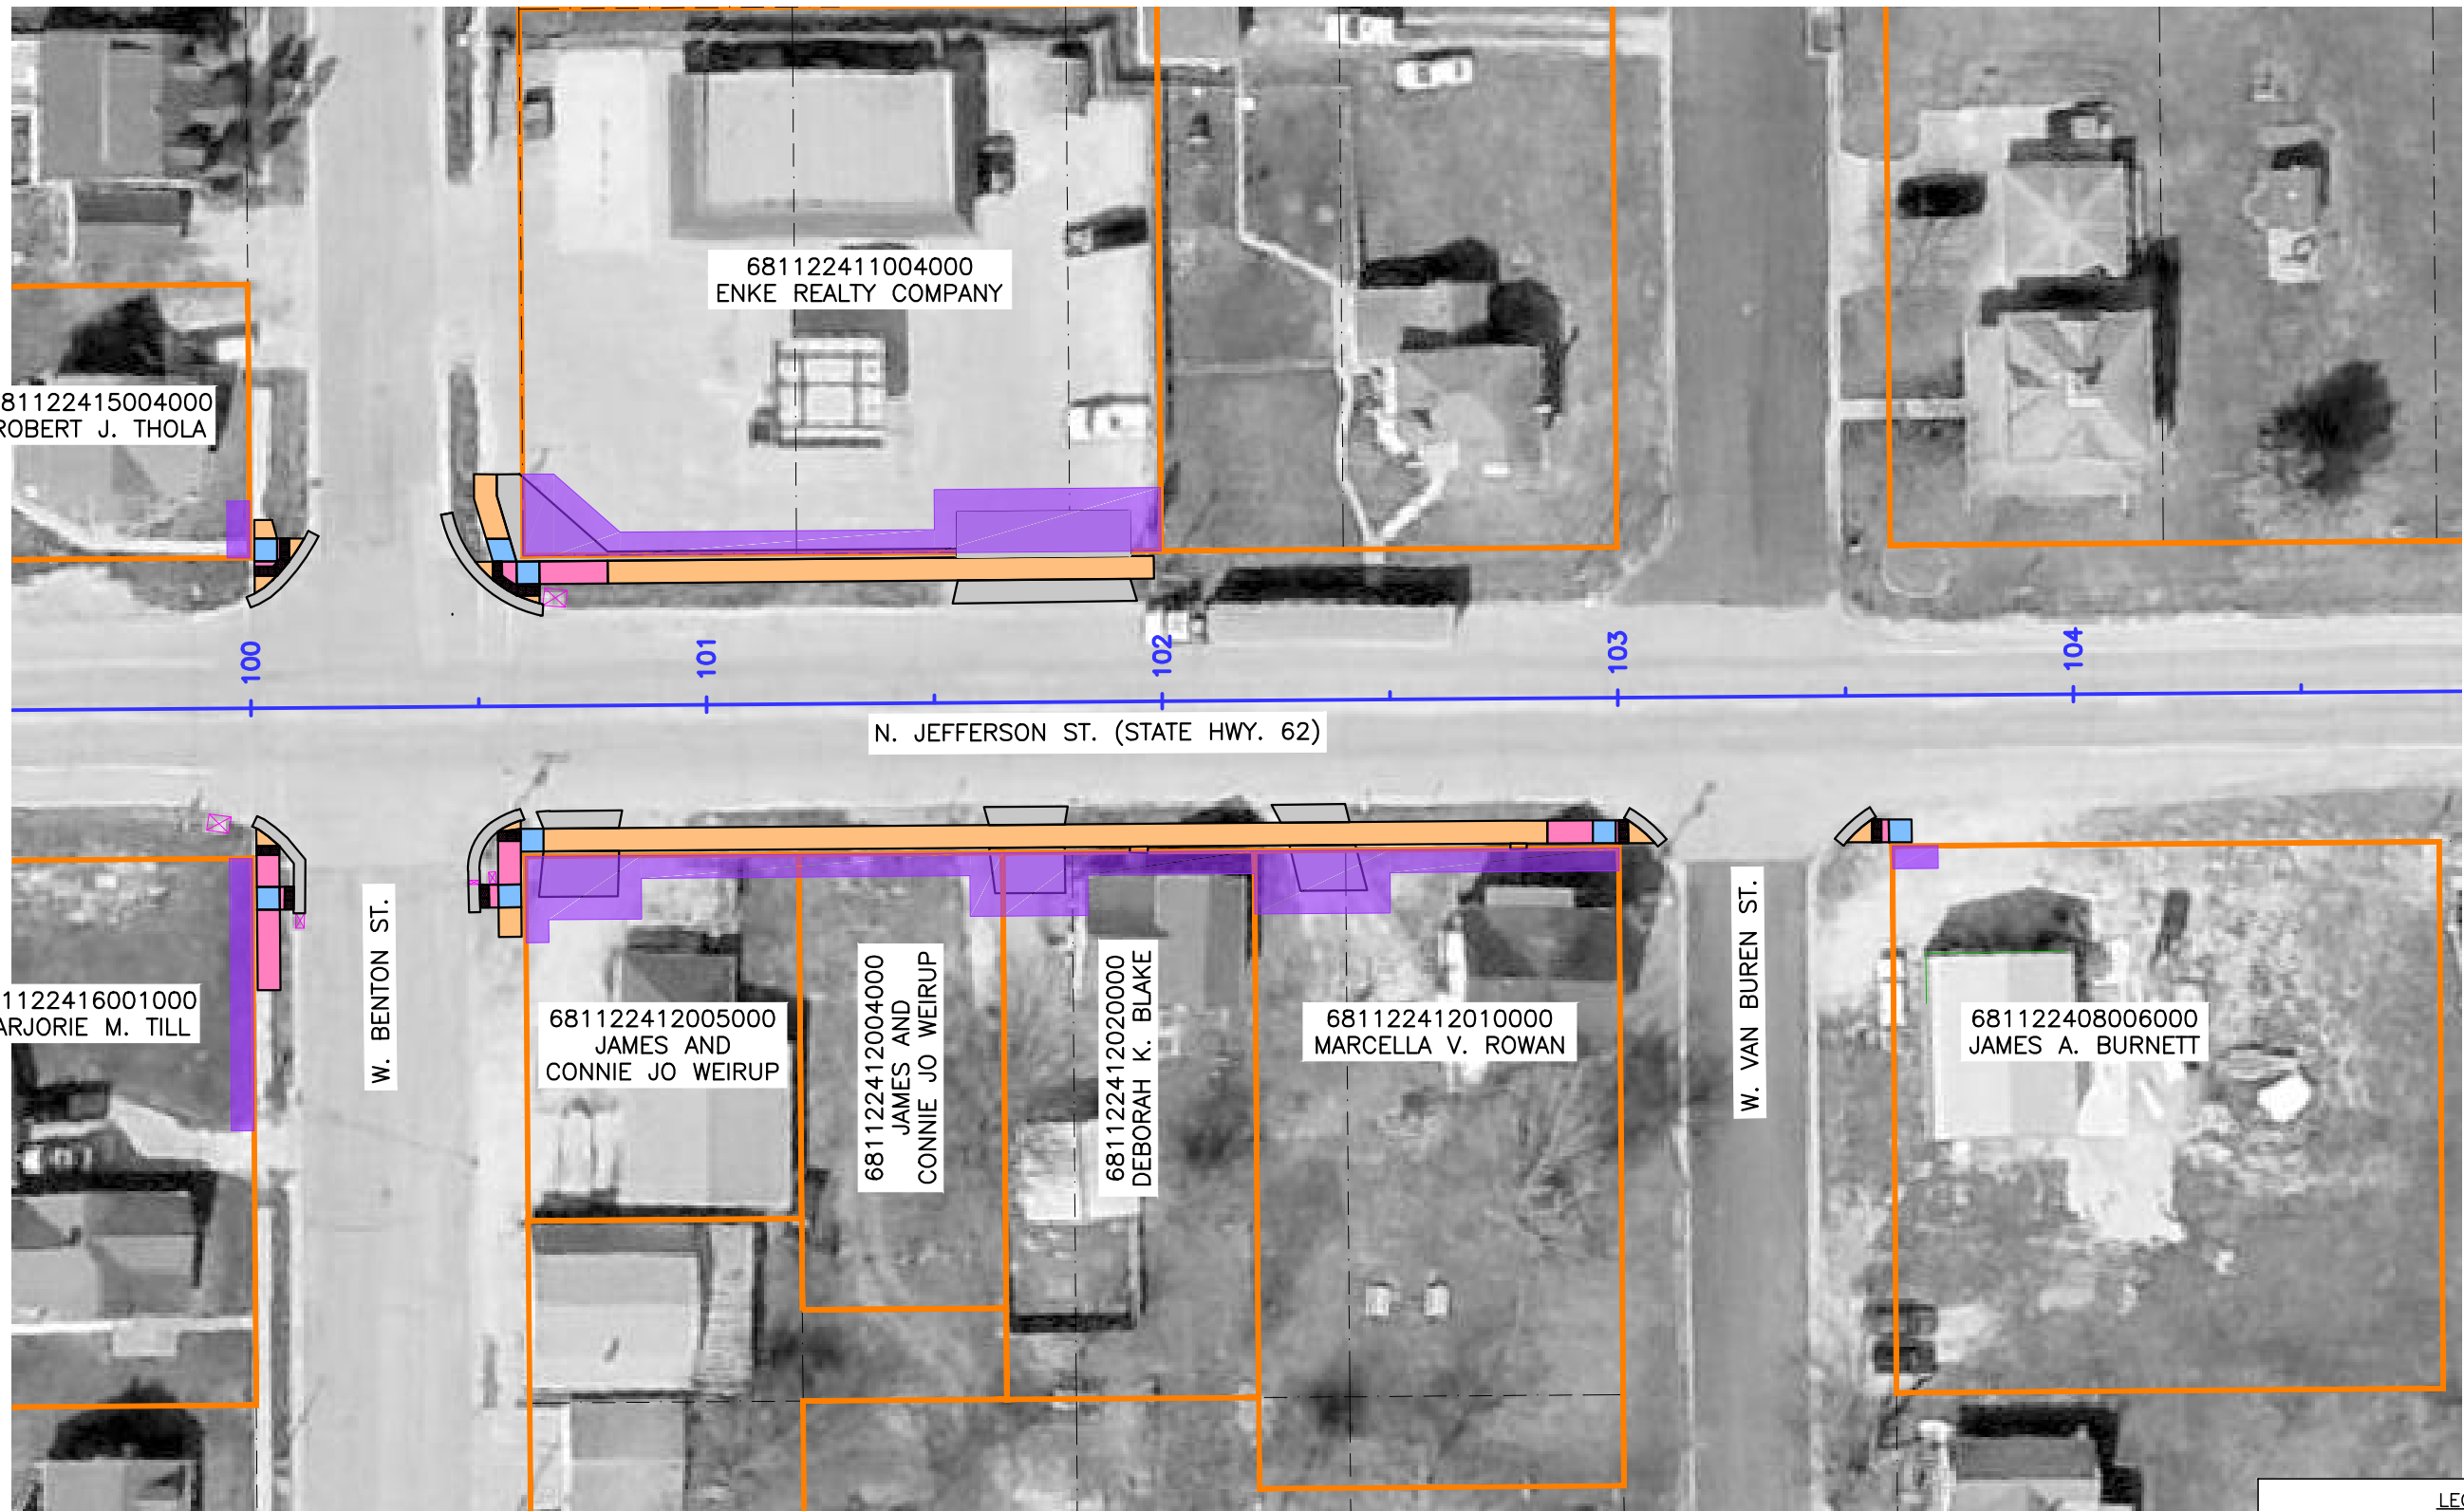 681122411004000
ENKE REALTY COMPANY
81122415004000
ROBERT J. THOLA
100
101
102
103
104
N. JEFFERSON ST. (STATE HWY. 62)
W. BENTON ST.
W. VAN BUREN ST.
1122416001000
ARJORIE M. TILL
681122412005000
JAMES AND
CONNIE JO WEIRUP
681122412004000
JAMES AND
CONNIE JO WEIRUP
681122412020000
DEBORAH K. BLAKE
681122412010000
MARCELLA V. ROWAN
681122408006000
JAMES A. BURNETT